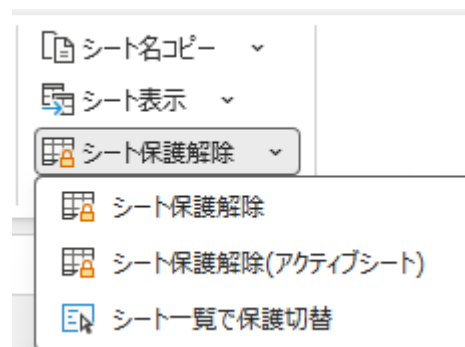 シート名コピー
シート表示
シート保護解除
シート保護解除
シート保護解除(アクティブシート)
シート一覧で保護切替